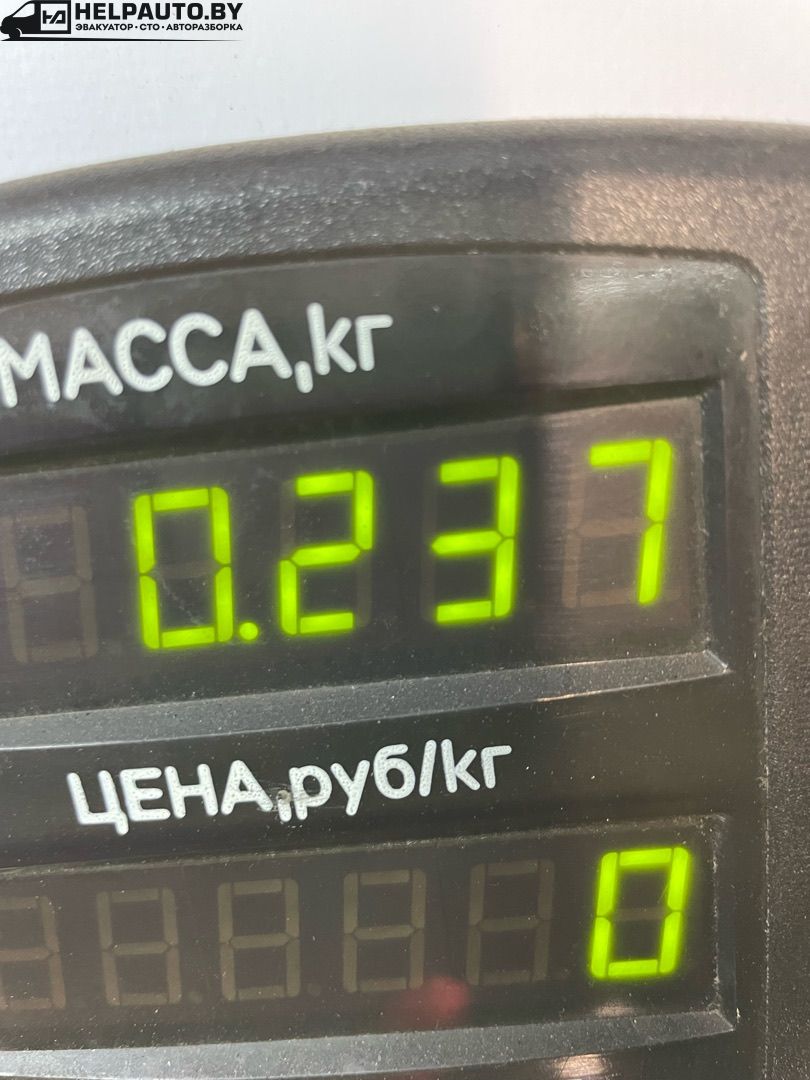 HELPAUTO.BY
ЭВАКУАТОР • СТО • АВТОРАЗБОРКА
МАССА,кг
0.237
ЦЕНА,руб/кг
0